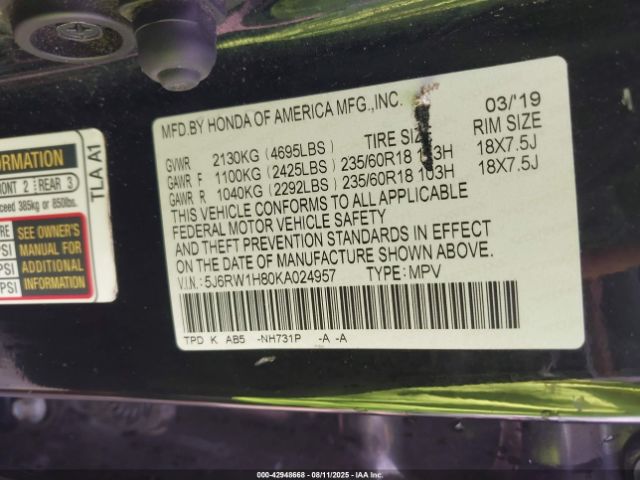 MFD.BY HONDA OF AMERICA MFG.,INC. 03/'19
TIRE SIZE RIM SIZE
GVWR 2130KG (4695LBS)
GAWR F 1100KG (2425LBS) 235/60R18 103H 18X7.5J
GAWR R 1040KG (2292LBS) 235/60R18 103H 18X7.5J
THIS VEHICLE CONFORMS TO ALL APPLICABLE
FEDERAL MOTOR VEHICLE SAFETY
AND THEFT PREVENTION STANDARDS IN EFFECT
ON THE DATE OF MANUFACTURE SHOWN ABOVE.
V.I.N.:5J6RW1H80KA024957 TYPE:MPV
TPD K AB5 -NH731P -A -A
ORMATION
FRONT 2 REAR 3
ceed 385kg or 850lbs.
SEE OWNER'S
PSI MANUAL FOR
PSI ADDITIONAL
PSI INFORMATION
TLA A1
000-42948668 - 08/11/2025 - IAA Inc.